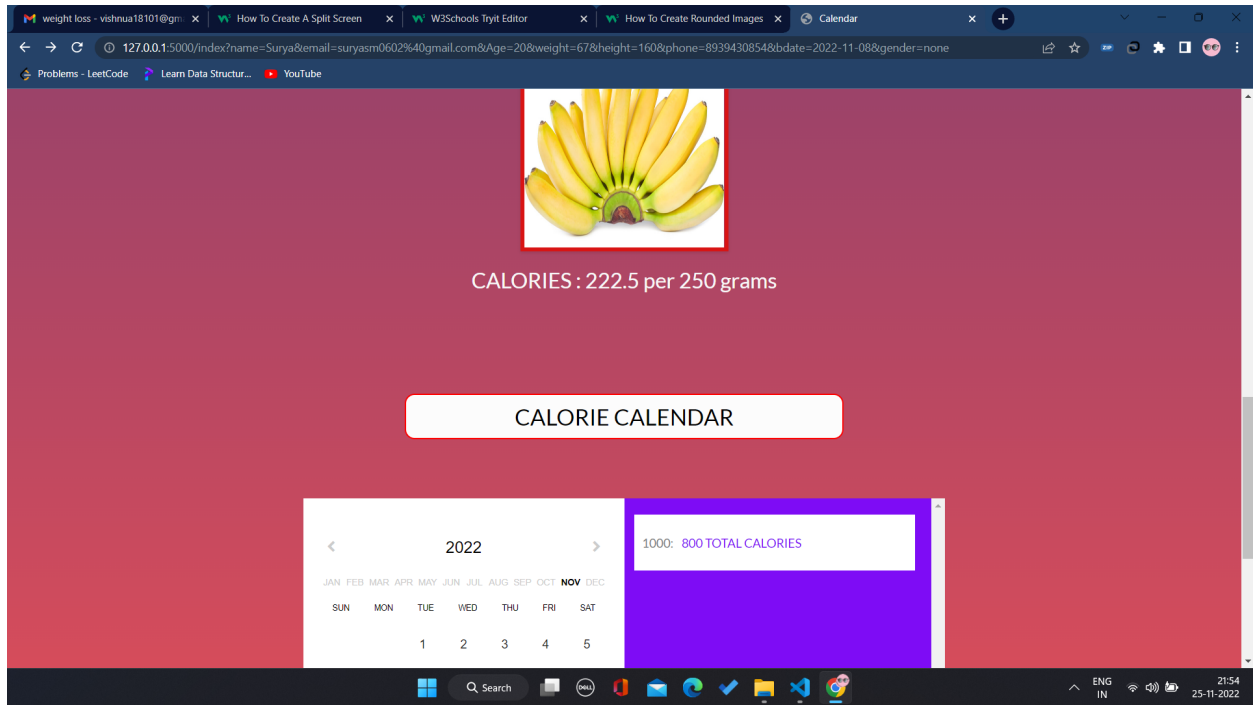 weight loss - vishnua18101@gm
How To Create A Split Screen
W3Schools Tryit Editor
How To Create Rounded Images
Calendar
127.0.0.1:5000/index?name=Surya&email=suryasm0602%40gmail.com&Age=20&weight=67&height=160&phone=8939430854&bdate=2022-11-08&gender=none
Problems - LeetCode
Learn Data Structur...
YouTube
CALORIES : 222.5 per 250 grams
CALORIE CALENDAR
2022
JAN FEB MAR APR MAY JUN JUL AUG SEP OCT NOV DEC
SUN MON TUE WED THU FRI SAT
1 2 3 4 5
1000: 800 TOTAL CALORIES
Search
DELL
ENG
IN
21:54
25-11-2022